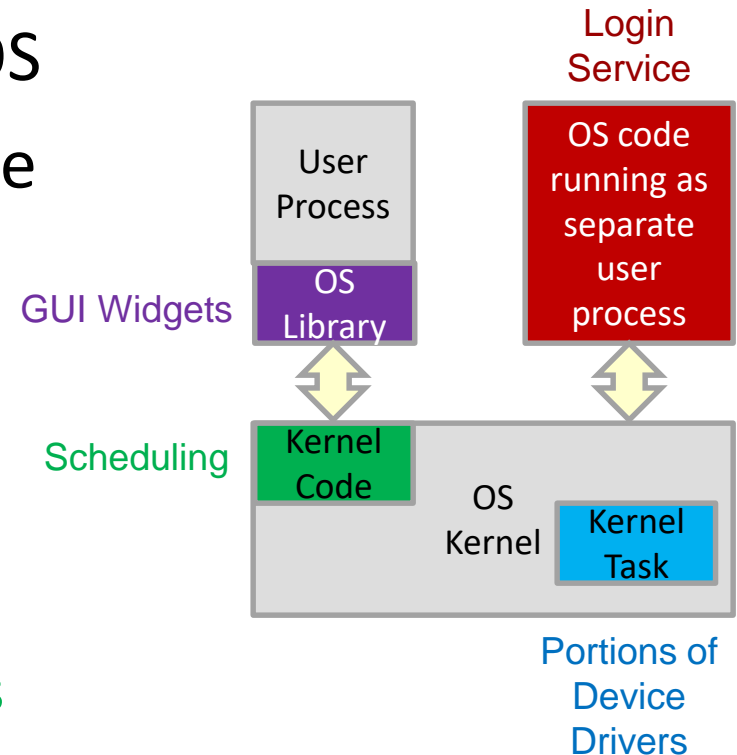 OS
e
s
Login
Service
User
Process
OS
Library
GUI Widgets
OS code
running as
separate
user
process
Scheduling
Kernel
Code
OS
Kernel
Kernel
Task
Portions of
Device
Drivers